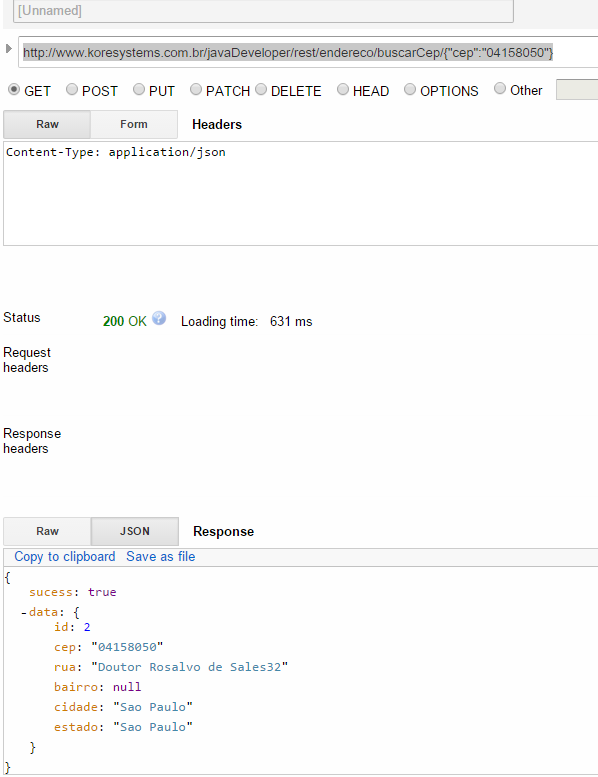 [Unnamed]
http://www.koresystems.com.br/javaDeveloper/rest/endereco/buscarCep/{"cep":"04158050"}
GET POST PUT PATCH DELETE HEAD OPTIONS Other
Raw Form Headers
Content-Type: application/json
Status 200 OK ? Loading time: 631 ms
Request
headers
Response
headers
Raw JSON Response
Copy to clipboard Save as file
{
sucess: true
-data: {
id: 2
cep: "04158050"
rua: "Doutor Rosalvo de Sales32"
bairro: null
cidade: "Sao Paulo"
estado: "Sao Paulo"
}
}